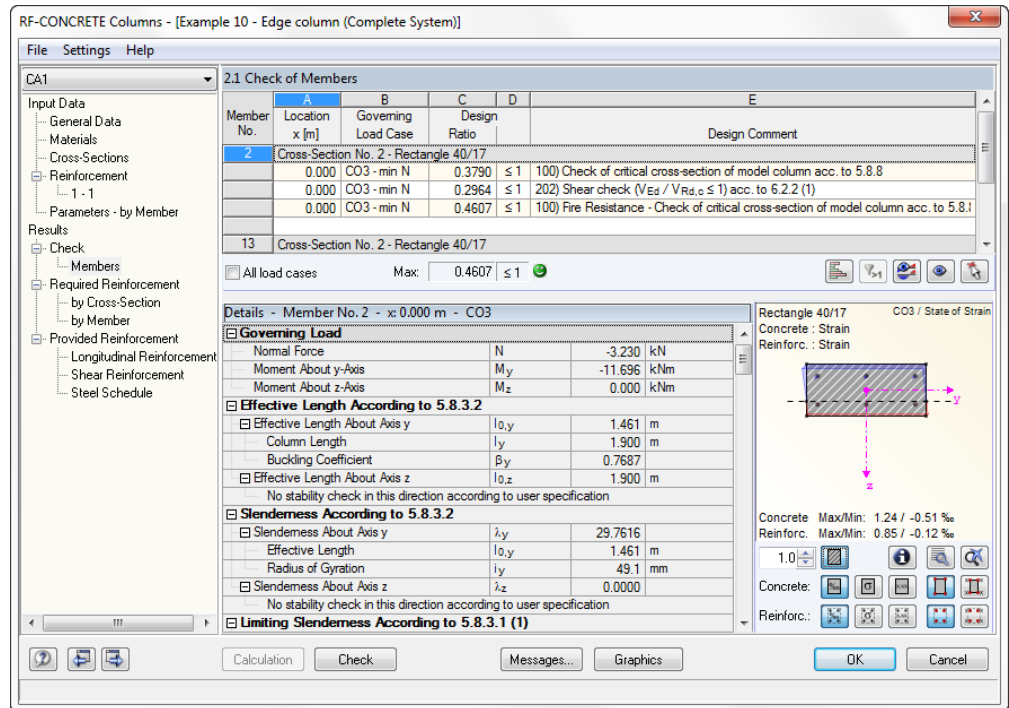 RF-CONCRETE Columns - [Example 10 - Edge column (Complete System)]
File Settings Help
CA1
Input Data
General Data
Materials
Cross-Sections
Reinforcement
1 - 1
Parameters - by Member
Results
Check
Members
Required Reinforcement
by Cross-Section
by Member
Provided Reinforcement
Longitudinal Reinforcement
Shear Reinforcement
Steel Schedule
2.1 Check of Members
A B C D E
Member Location Governing Design
No. x [m] Load Case Ratio Design Comment
2 Cross-Section No. 2 - Rectangle 40/17
0.000 CO3 - min N 0.3790 ≤ 1 100) Check of critical cross-section of model column acc. to 5.8.8
0.000 CO3 - min N 0.2964 ≤ 1 202) Shear check (VEd / VRd,c ≤ 1) acc. to 6.2.2 (1)
0.000 CO3 - min N 0.4607 ≤ 1 100) Fire Resistance - Check of critical cross-section of model column acc. to 5.8.
13 Cross-Section No. 2 - Rectangle 40/17
All load cases Max: 0.4607 ≤ 1
Details - Member No. 2 - x: 0.000 m - CO3
Governing Load
Normal Force N -3.230 kN
Moment About y-Axis My -11.696 kNm
Moment About z-Axis Mz 0.000 kNm
Effective Length According to 5.8.3.2
Effective Length About Axis y l0,y 1.461 m
Column Length ly 1.900 m
Buckling Coefficient βy 0.7687
Effective Length About Axis z l0,z 1.900 m
No stability check in this direction according to user specification
Slenderness According to 5.8.3.2
Slenderness About Axis y λy 29.7616
Effective Length l0,y 1.461 m
Radius of Gyration iy 49.1 mm
Slenderness About Axis z λz 0.0000
No stability check in this direction according to user specification
Limiting Slenderness According to 5.8.3.1 (1)
Rectangle 40/17 CO3 / State of Strain
Concrete : Strain
Reinforc. : Strain
y
z
Concrete Max/Min: 1.24 / -0.51 ‰
Reinforc. Max/Min: 0.85 / -0.12 ‰
1.0
Concrete:
Reinforc.:
Calculation Check Messages... Graphics OK Cancel